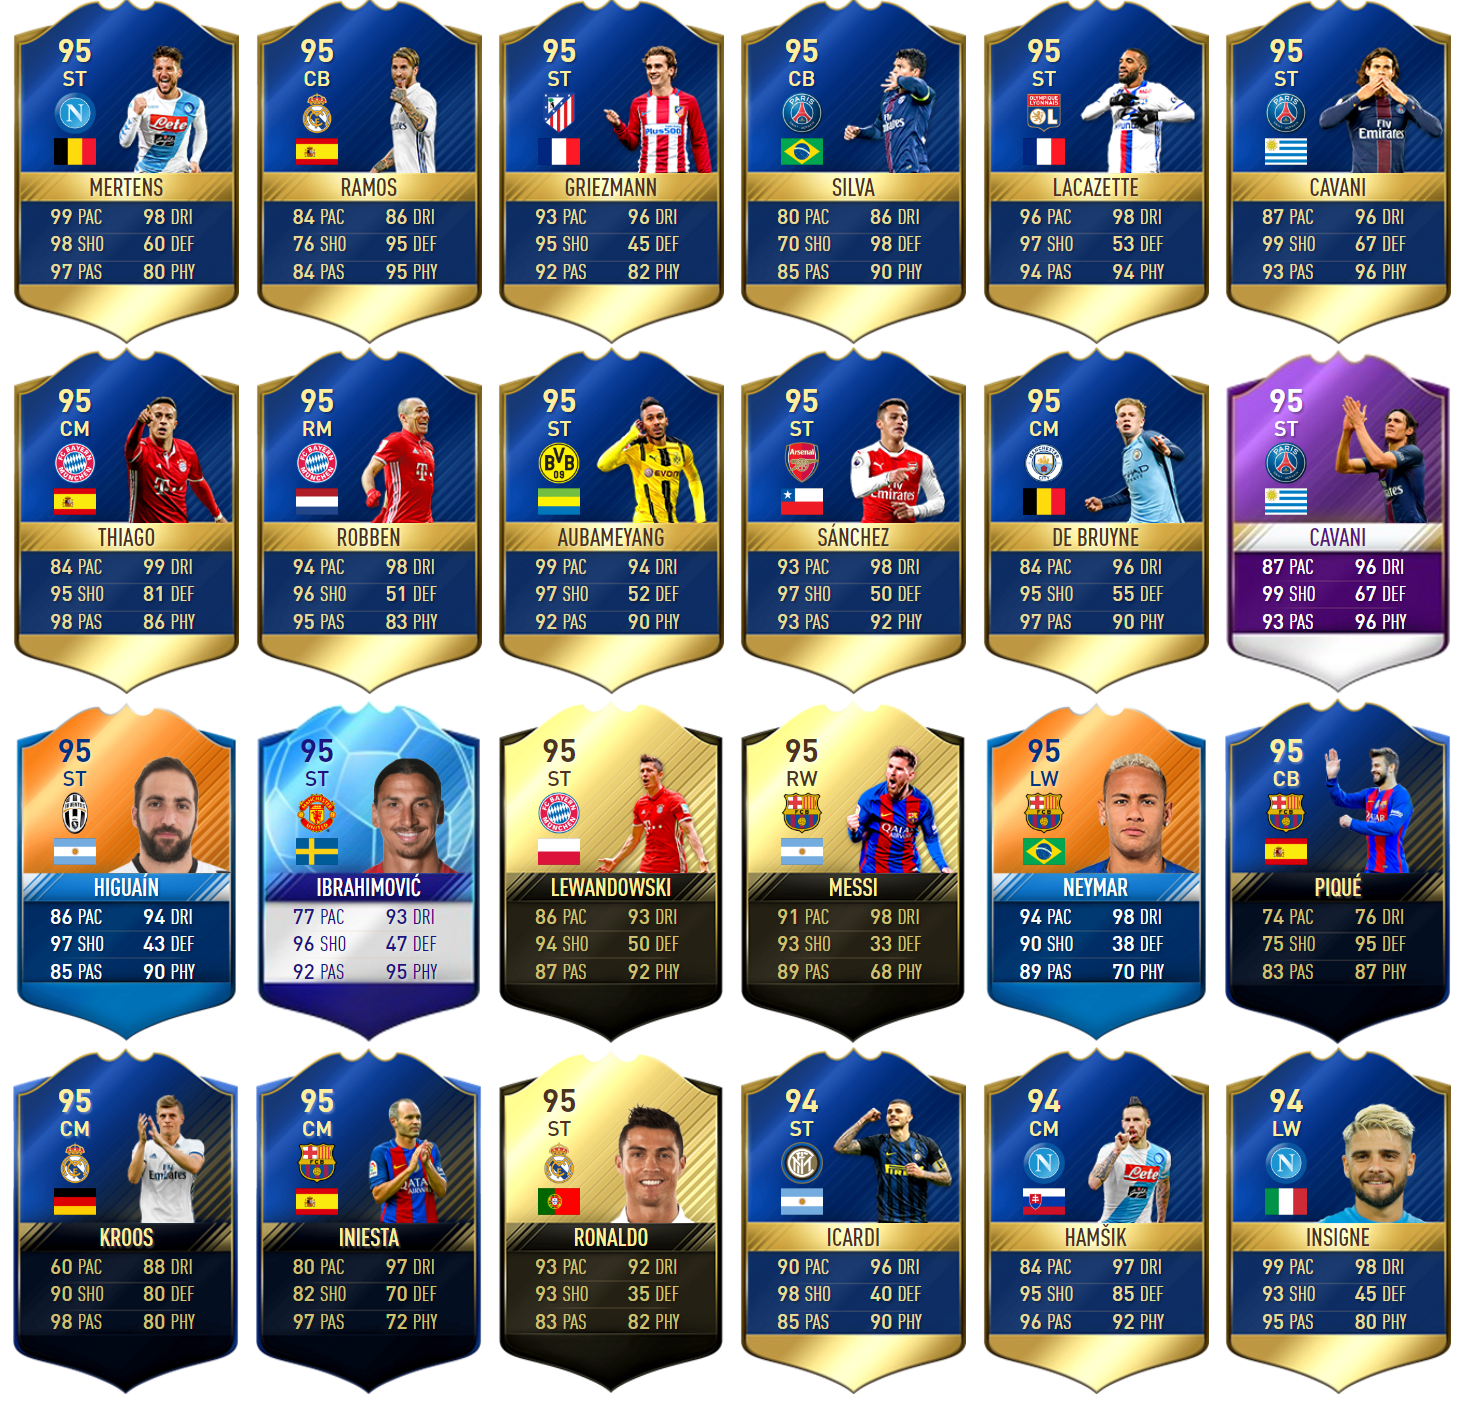 95
ST
MERTENS
99 PAC 98 DRI
98 SHO 60 DEF
97 PAS 80 PHY
95
CB
RAMOS
84 PAC 86 DRI
76 SHO 95 DEF
84 PAS 95 PHY
95
ST
GRIEZMANN
93 PAC 96 DRI
95 SHO 45 DEF
92 PAS 82 PHY
95
CB
SILVA
80 PAC 86 DRI
70 SHO 98 DEF
85 PAS 90 PHY
95
ST
LACAZETTE
96 PAC 98 DRI
97 SHO 53 DEF
94 PAS 94 PHY
95
ST
CAVANI
87 PAC 96 DRI
99 SHO 67 DEF
93 PAS 96 PHY
95
CM
THIAGO
84 PAC 99 DRI
95 SHO 81 DEF
98 PAS 86 PHY
95
RM
ROBBEN
94 PAC 98 DRI
96 SHO 51 DEF
95 PAS 83 PHY
95
ST
AUBAMEYANG
99 PAC 94 DRI
97 SHO 52 DEF
92 PAS 90 PHY
95
ST
SÁNCHEZ
93 PAC 98 DRI
97 SHO 50 DEF
93 PAS 92 PHY
95
CM
DE BRUYNE
84 PAC 96 DRI
95 SHO 55 DEF
97 PAS 90 PHY
95
ST
CAVANI
87 PAC 96 DRI
99 SHO 67 DEF
93 PAS 96 PHY
95
ST
HIGUAÍN
86 PAC 94 DRI
97 SHO 43 DEF
85 PAS 90 PHY
95
ST
IBRAHIMOVIĆ
77 PAC 93 DRI
96 SHO 47 DEF
92 PAS 95 PHY
95
ST
LEWANDOWSKI
86 PAC 93 DRI
94 SHO 50 DEF
87 PAS 92 PHY
95
RW
MESSI
91 PAC 98 DRI
93 SHO 33 DEF
89 PAS 68 PHY
95
LW
NEYMAR
94 PAC 98 DRI
90 SHO 38 DEF
89 PAS 70 PHY
95
CB
PIQUÉ
74 PAC 76 DRI
75 SHO 95 DEF
83 PAS 87 PHY
95
CM
KROOS
60 PAC 88 DRI
90 SHO 80 DEF
98 PAS 80 PHY
95
CM
INIESTA
80 PAC 97 DRI
82 SHO 70 DEF
97 PAS 72 PHY
95
ST
RONALDO
93 PAC 92 DRI
93 SHO 35 DEF
83 PAS 82 PHY
94
ST
ICARDI
90 PAC 96 DRI
98 SHO 40 DEF
85 PAS 90 PHY
94
CM
HAMŠIK
84 PAC 97 DRI
95 SHO 85 DEF
96 PAS 92 PHY
94
LW
INSIGNE
99 PAC 98 DRI
93 SHO 45 DEF
95 PAS 80 PHY